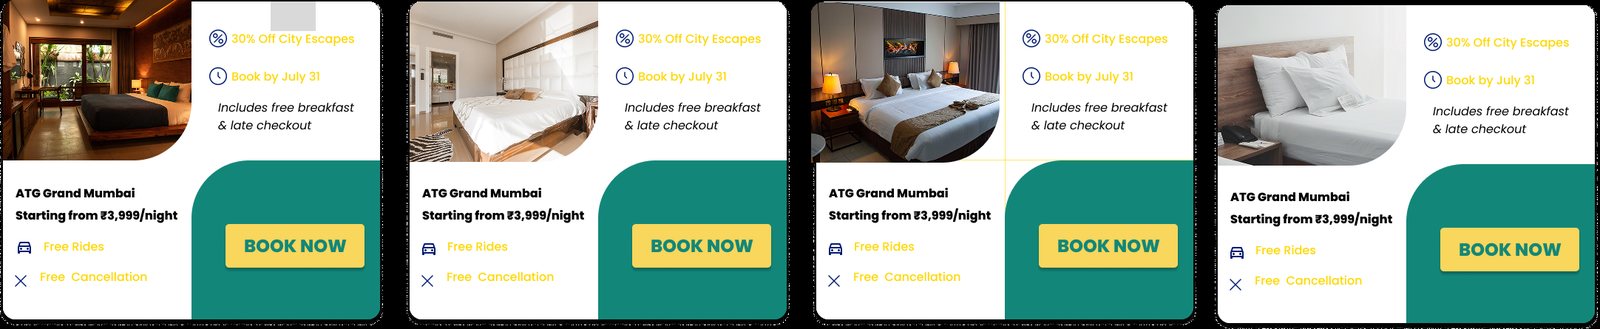 30% Off City Escapes
Book by July 31
Includes free breakfast
& late checkout
ATG Grand Mumbai
Starting from ₹3,999/night
Free Rides
Free Cancellation
BOOK NOW
30% Off City Escapes
Book by July 31
Includes free breakfast
& late checkout
ATG Grand Mumbai
Starting from ₹3,999/night
Free Rides
Free Cancellation
BOOK NOW
30% Off City Escapes
Book by July 31
Includes free breakfast
& late checkout
ATG Grand Mumbai
Starting from ₹3,999/night
Free Rides
Free Cancellation
BOOK NOW
30% Off City Escapes
Book by July 31
Includes free breakfast
& late checkout
ATG Grand Mumbai
Starting from ₹3,999/night
Free Rides
Free Cancellation
BOOK NOW